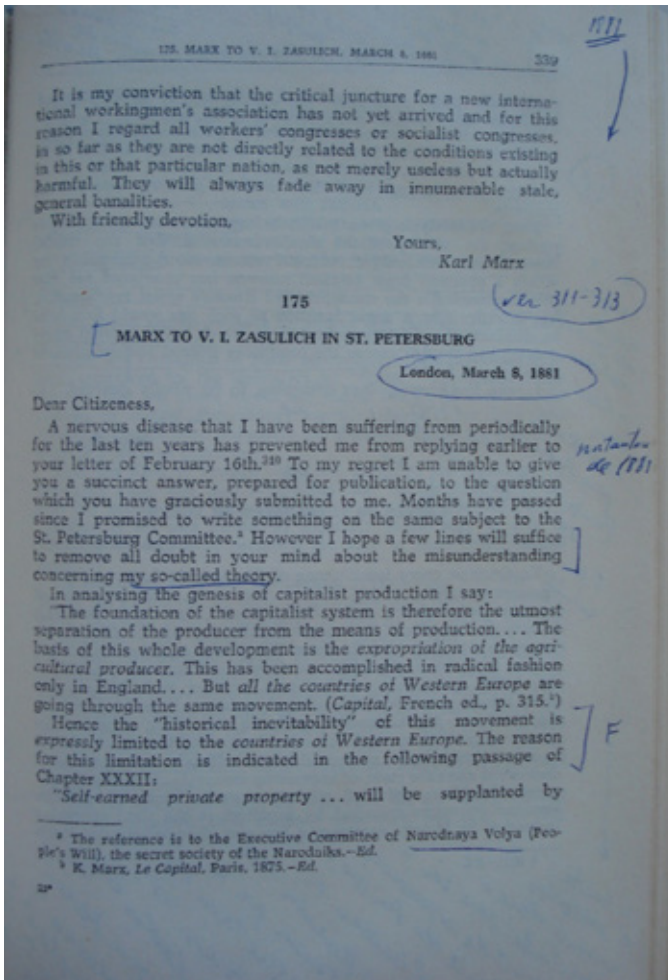 1881
175. MARX TO V. I. ZASULICH, MARCH 8, 1881
339
It is my conviction that the critical juncture for a new interna-
tional workingmen's association has not yet arrived and for this
reason I regard all workers' congresses or socialist congresses,
in so far as they are not directly related to the conditions existing
in this or that particular nation, as not merely useless but actually
harmful. They will always fade away in innumerable stale,
general banalities.
With friendly devotion,
Yours,
Karl Marx
175
(ver 311-313
MARX TO V. I. ZASULICH IN ST. PETERSBURG
London, March 8, 1881
Dear Citizeness,
A nervous disease that I have been suffering from periodically
for the last ten years has prevented me from replying earlier to
your letter of February 16th.³¹⁰ To my regret I am unable to give
you a succinct answer, prepared for publication, to the question
which you have graciously submitted to me. Months have passed
since I promised to write something on the same subject to the
St. Petersburg Committee.ª However I hope a few lines will suffice
to remove all doubt in your mind about the misunderstanding
concerning my so-called theory.
de 1881
In analysing the genesis of capitalist production I say:
"The foundation of the capitalist system is therefore the utmost
separation of the producer from the means of production.... The
basis of this whole development is the expropriation of the agri-
cultural producer. This has been accomplished in radical fashion
only in England.... But all the countries of Western Europe are
going through the same movement. (Capital, French ed., p. 315.ᵇ)
Hence the "historical inevitability" of this movement is
expressly limited to the countries of Western Europe. The reason
for this limitation is indicated in the following passage of
Chapter XXXII:
F
"Self-earned private property ... will be supplanted by
ª The reference is to the Executive Committee of Narodnaya Volya (Peo-
ple's Will), the secret society of the Narodniks.—Ed.
ᵇ K. Marx, Le Capital, Paris, 1875.—Ed.